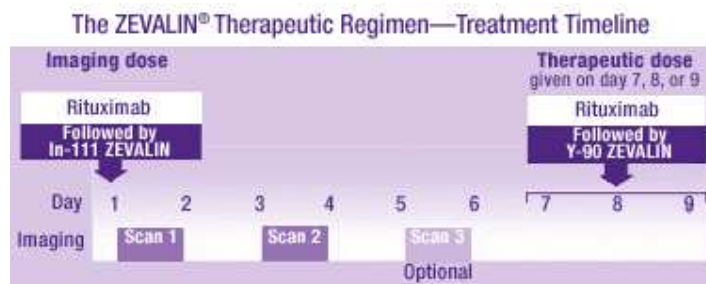 The ZEVALIN® Therapeutic Regimen—Treatment Timeline
Imaging dose
Rituximab
Followed by
In-111 ZEVALIN
Therapeutic dose
given on day 7, 8, or 9
Rituximab
Followed by
Y-90 ZEVALIN
Day 1 2 3 4 5 6 7 8 9
Imaging Scan 1 Scan 2 Scan 3
Optional